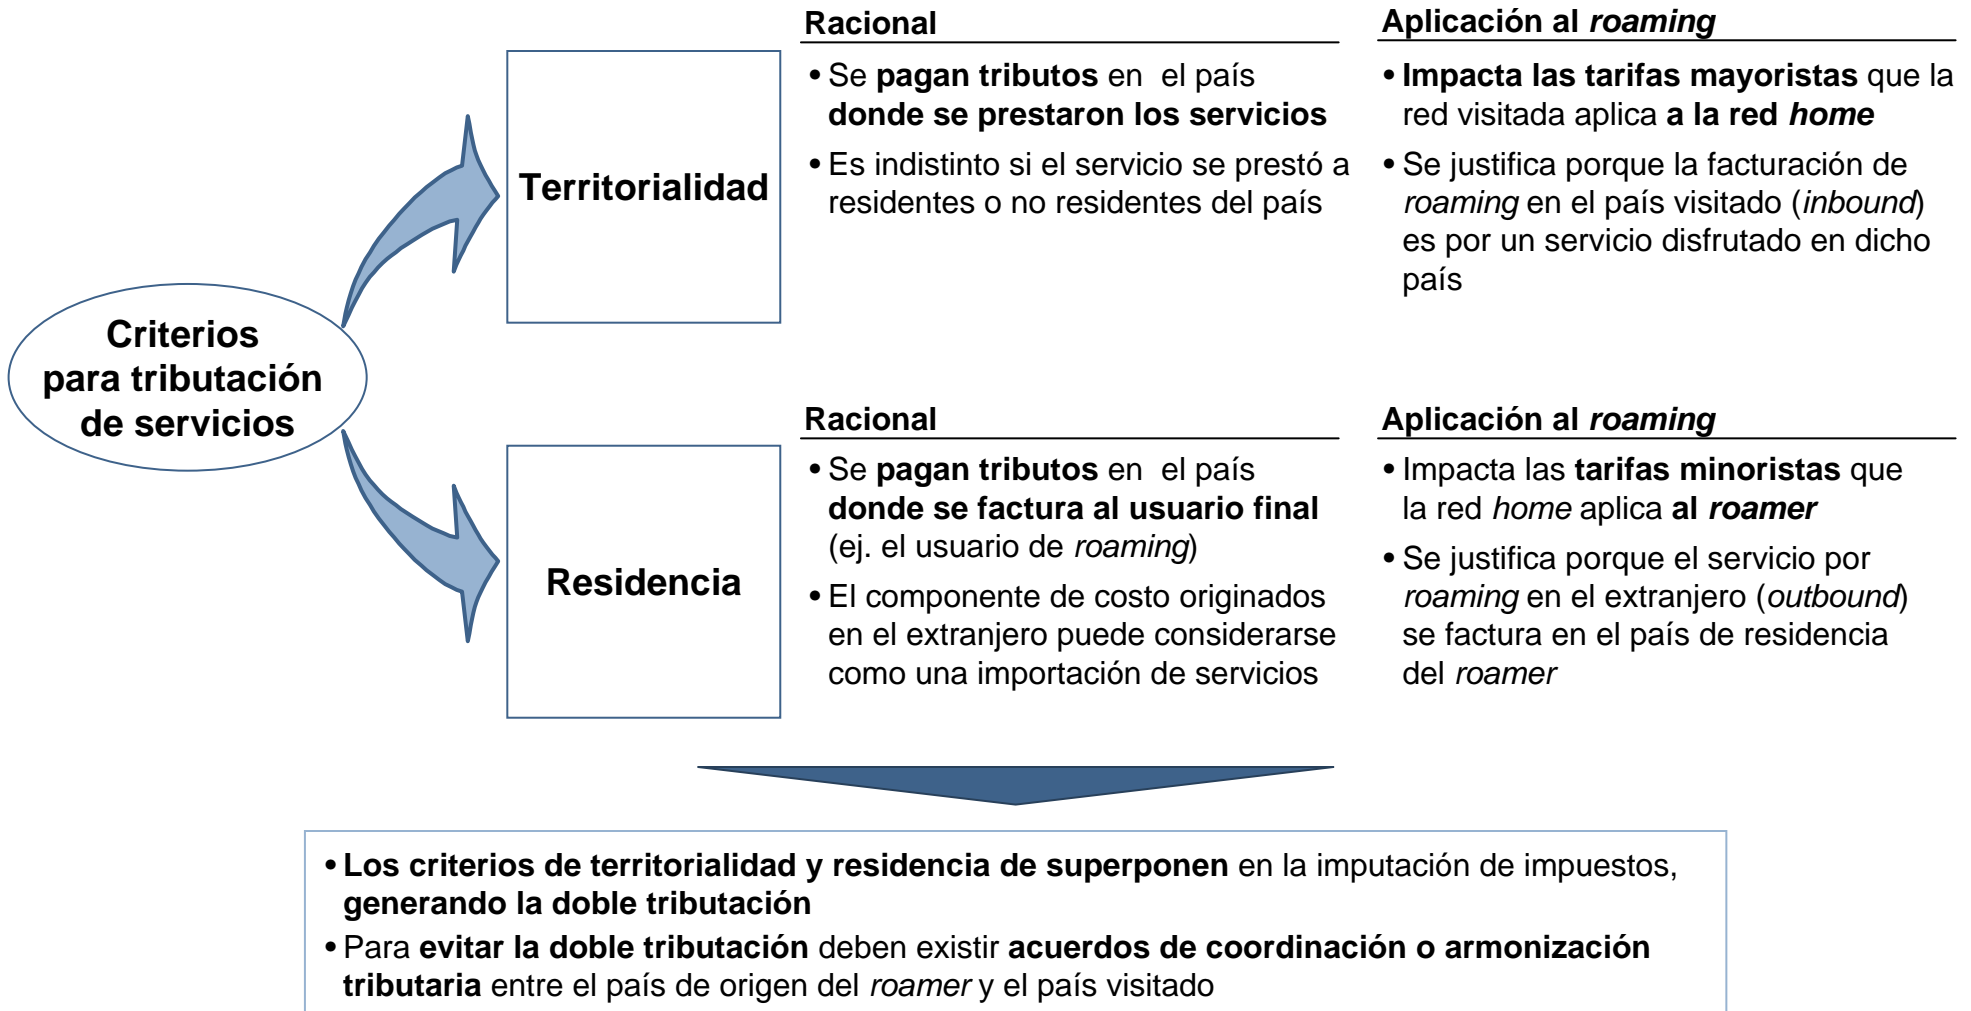 Criterios
para tributación
de servicios
Territorialidad
Racional
• Se pagan tributos en el país
donde se prestaron los servicios
• Es indistinto si el servicio se prestó a
residentes o no residentes del país
Aplicación al roaming
• Impacta las tarifas mayoristas que la
red visitada aplica a la red home
• Se justifica porque la facturación de
roaming en el país visitado (inbound)
es por un servicio disfrutado en dicho
país
Residencia
Racional
• Se pagan tributos en el país
donde se factura al usuario final
(ej. el usuario de roaming)
• El componente de costo originados
en el extranjero puede considerarse
como una importación de servicios
Aplicación al roaming
• Impacta las tarifas minoristas que
la red home aplica al roamer
• Se justifica porque el servicio por
roaming en el extranjero (outbound)
se factura en el país de residencia
del roamer
• Los criterios de territorialidad y residencia de superponen en la imputación de impuestos,
generando la doble tributación
• Para evitar la doble tributación deben existir acuerdos de coordinación o armonización
tributaria entre el país de origen del roamer y el país visitado